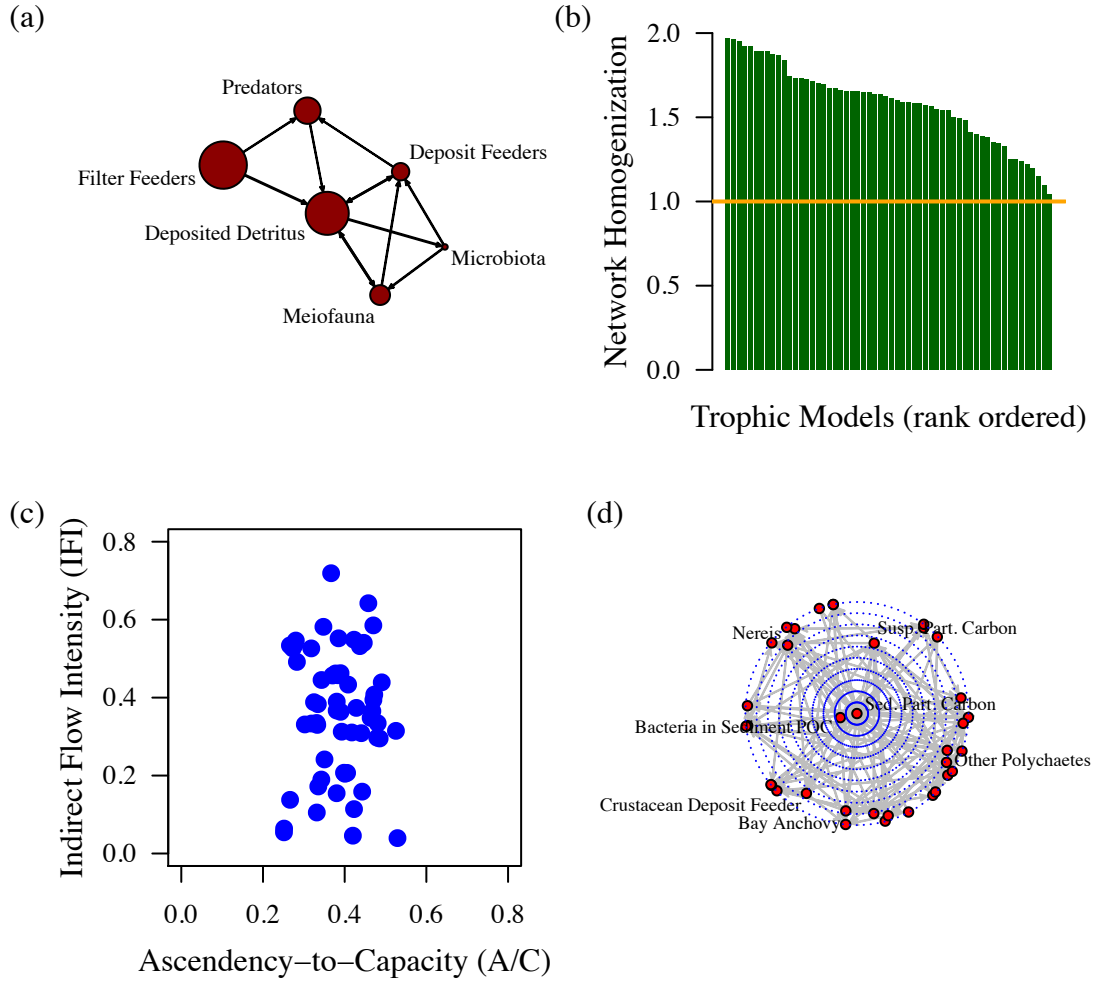 (a)
Predators
Deposit Feeders
Filter Feeders
Deposited Detritus
Microbiota
Meiofauna
(b)
Network Homogenization
2.0
1.5
1.0
0.5
0.0
Trophic Models (rank ordered)
(c)
Indirect Flow Intensity (IFI)
0.8
0.6
0.4
0.2
0.0
0.0 0.2 0.4 0.6 0.8
Ascendency−to−Capacity (A/C)
(d)
Nereis
Susp. Part. Carbon
Sed. Part. Carbon
Bacteria in Sediment POC
Other Polychaetes
Crustacean Deposit Feeder
Bay Anchovy